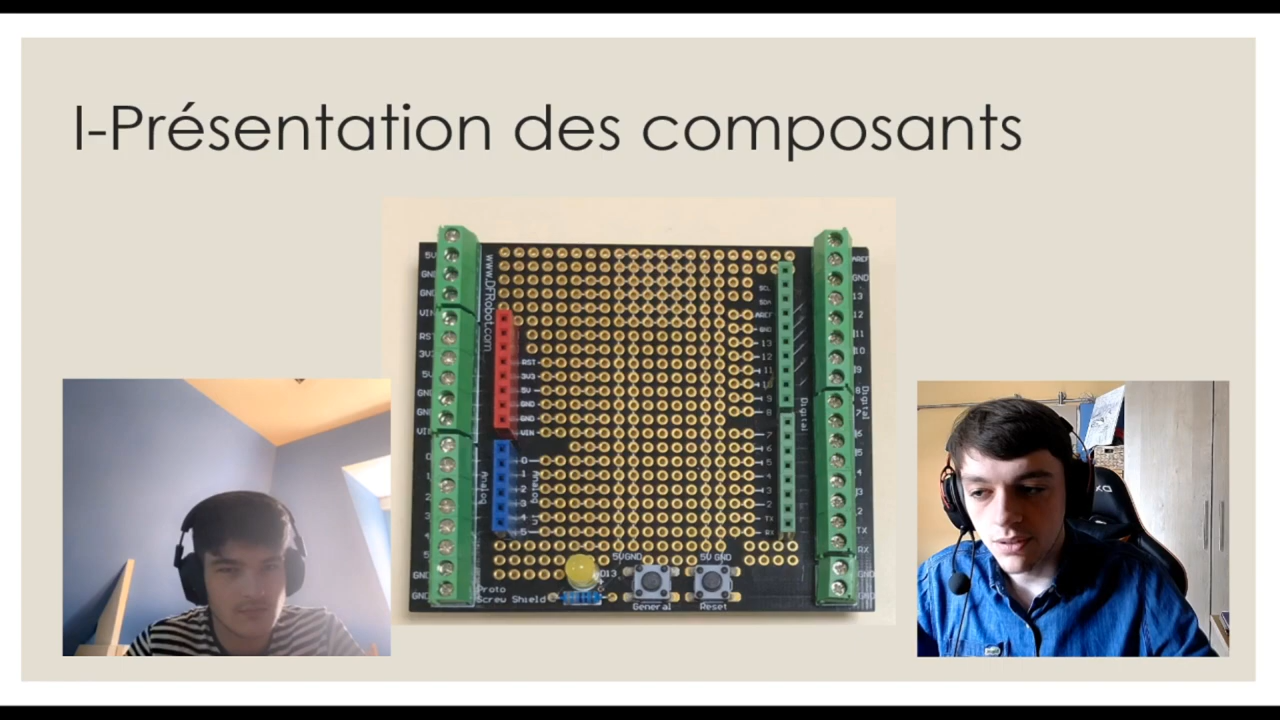 I-Présentation des composants
www.DFRobot.com
5V
GND
GND
VIN
RST
3V3
5V
GND
GND
VIN
0
1
2
3
4
5
GND
GND
Analog
RST
3V3
5V
GND
GND
VIN
0
1
2
3
4
5
Analog
SCL
SDA
AREF
GND
13
12
11
10
9
8
7
6
5
4
3
2
TX
RX
Digital
AREF
GND
13
12
11
10
9
8
7
6
5
4
3
2
TX
RX
GND
GND
Digital
5VGND
5V GND
D13
Proto
Screw Shield
General
Reset